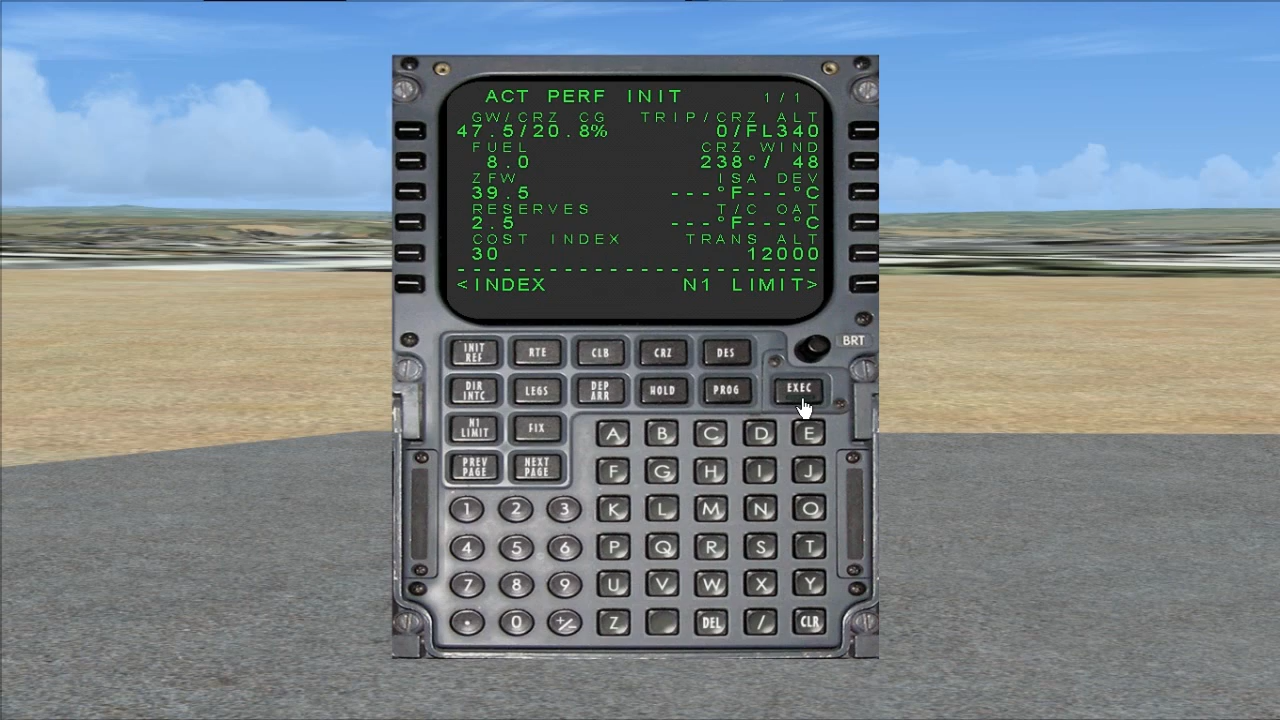 ACT PERF INIT 1/1
GW/CRZ CG TRIP/CRZ ALT
47.5/20.8% 0/FL340
FUEL CRZ WIND
8.0 238°/ 48
ZFW ISA DEV
39.5 ---°F---°C
RESERVES T/C OAT
2.5 ---°F---°C
COST INDEX TRANS ALT
30 12000
------------------------
<INDEX N1 LIMIT>
BRT
INIT REF RTE CLB CRZ DES
DIR INTC LEGS DEP ARR HOLD PROG EXEC
N1 LIMIT FIX
A B C D E
PREV PAGE NEXT PAGE
F G H I J
1 2 3 K L M N O
4 5 6 P Q R S T
7 8 9 U V W X Y
. 0 +/- Z DEL / CLR